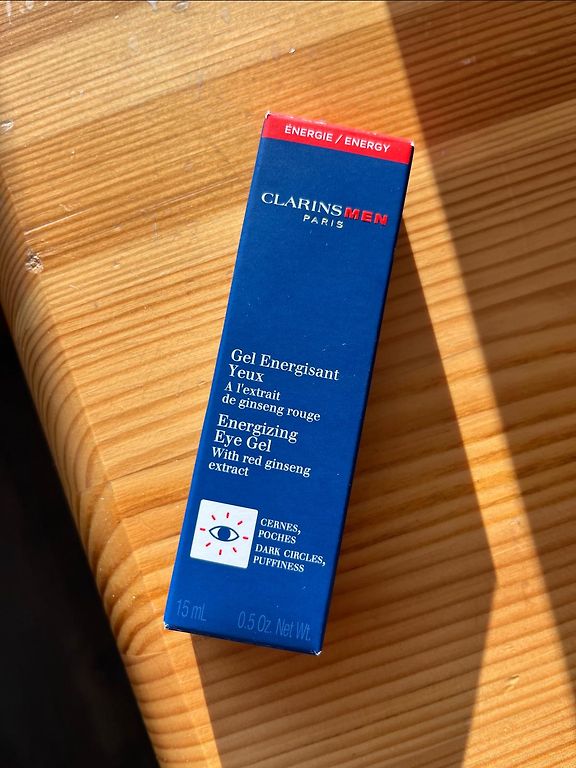 ÉNERGIE / ENERGY
CLARINSMEN
PARIS
Gel Energisant
Yeux
A l'extrait
de ginseng rouge
Energizing
Eye Gel
With red ginseng
extract
CERNES,
POCHES
DARK CIRCLES,
PUFFINESS
15 mL 0.5 Oz. Net Wt.